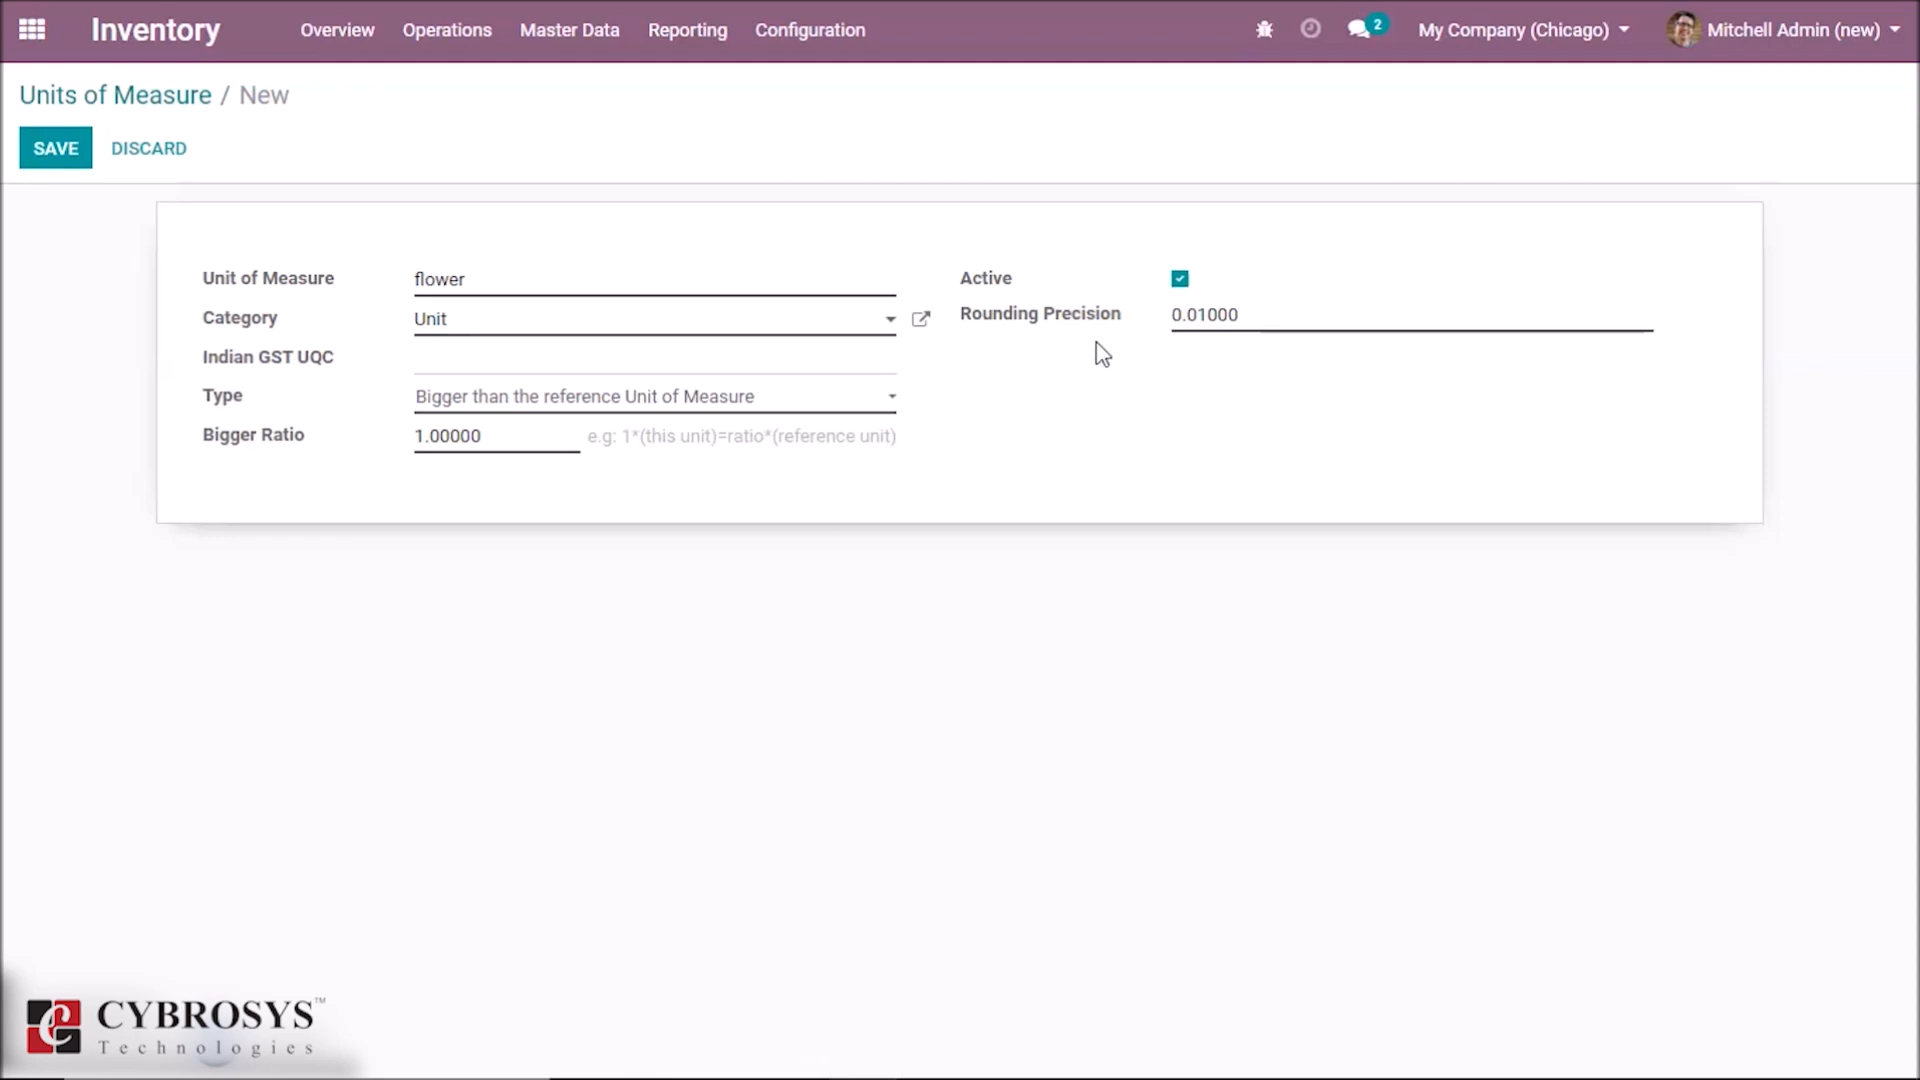 Inventory Overview Operations Master Data Reporting Configuration 2 My Company (Chicago) Mitchell Admin (new)
Units of Measure / New
SAVE DISCARD
Unit of Measure flower Active
Category Unit Rounding Precision 0.01000
Indian GST UQC
Type Bigger than the reference Unit of Measure
Bigger Ratio 1.00000 e.g: 1*(this unit)=ratio*(reference unit)
CYBROSYS™
Technologies